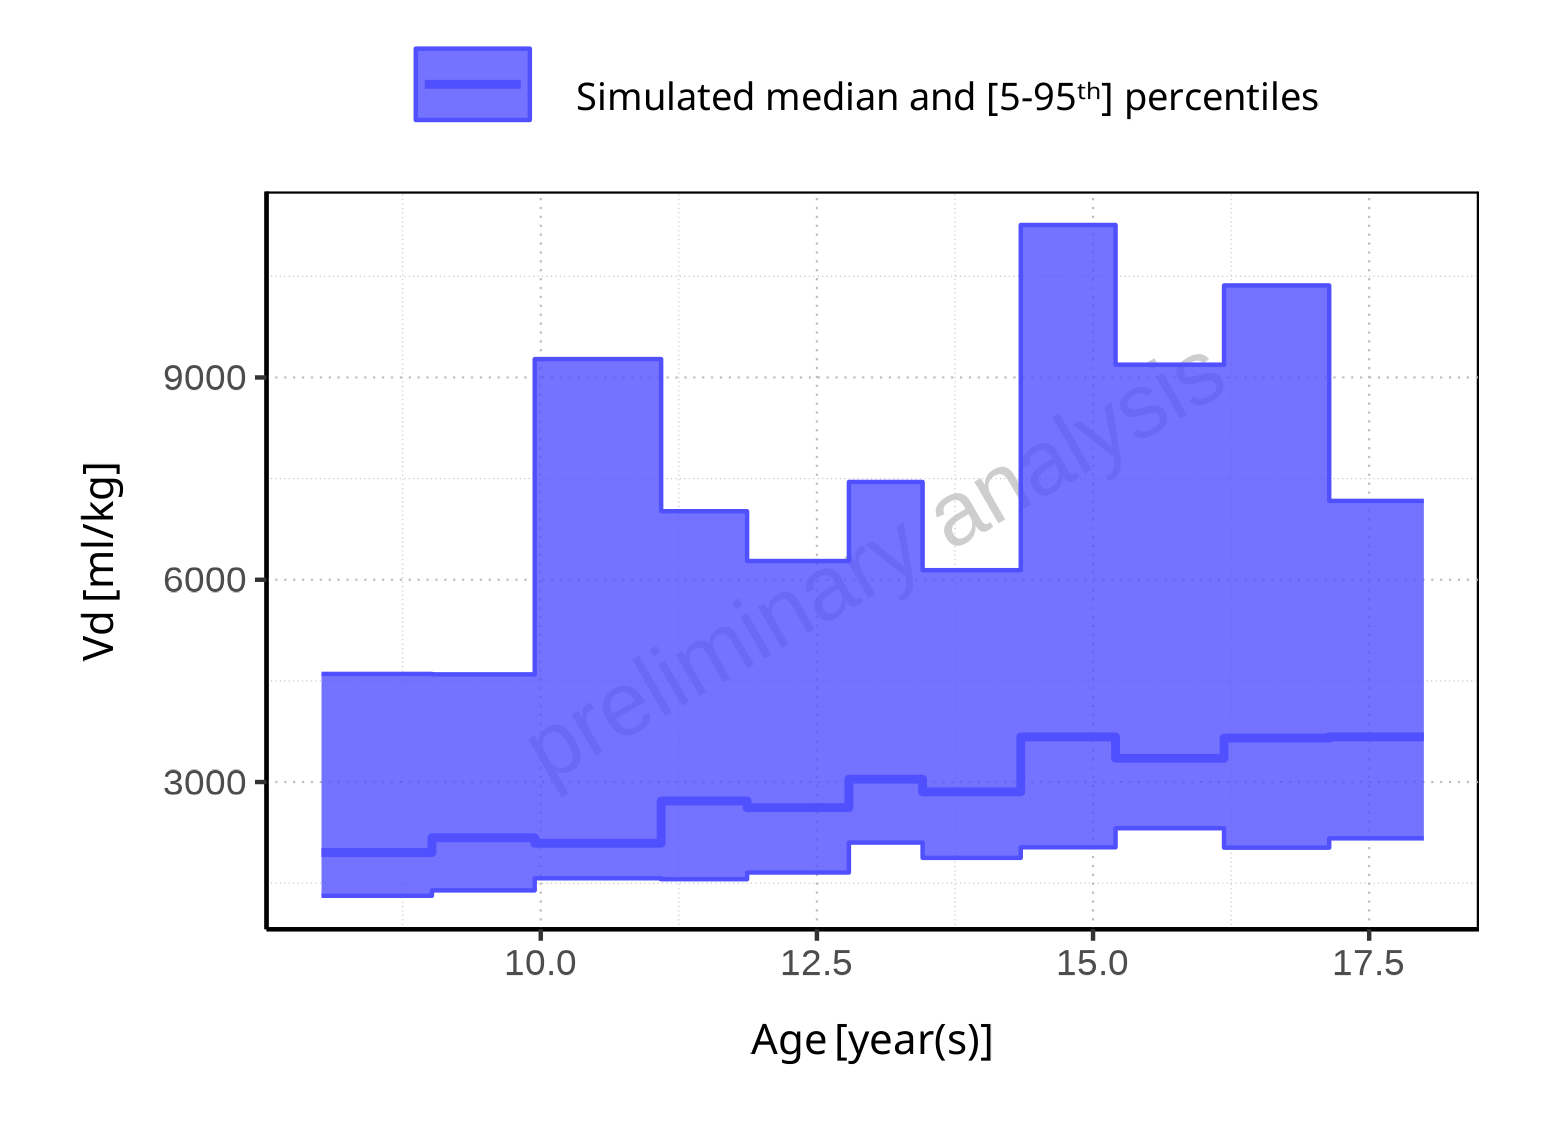 Simulated median and [5-95ᵗʰ] percentiles
Vd [ml/kg]
9000
6000
3000
preliminary analysis
10.0 12.5 15.0 17.5
Age [year(s)]